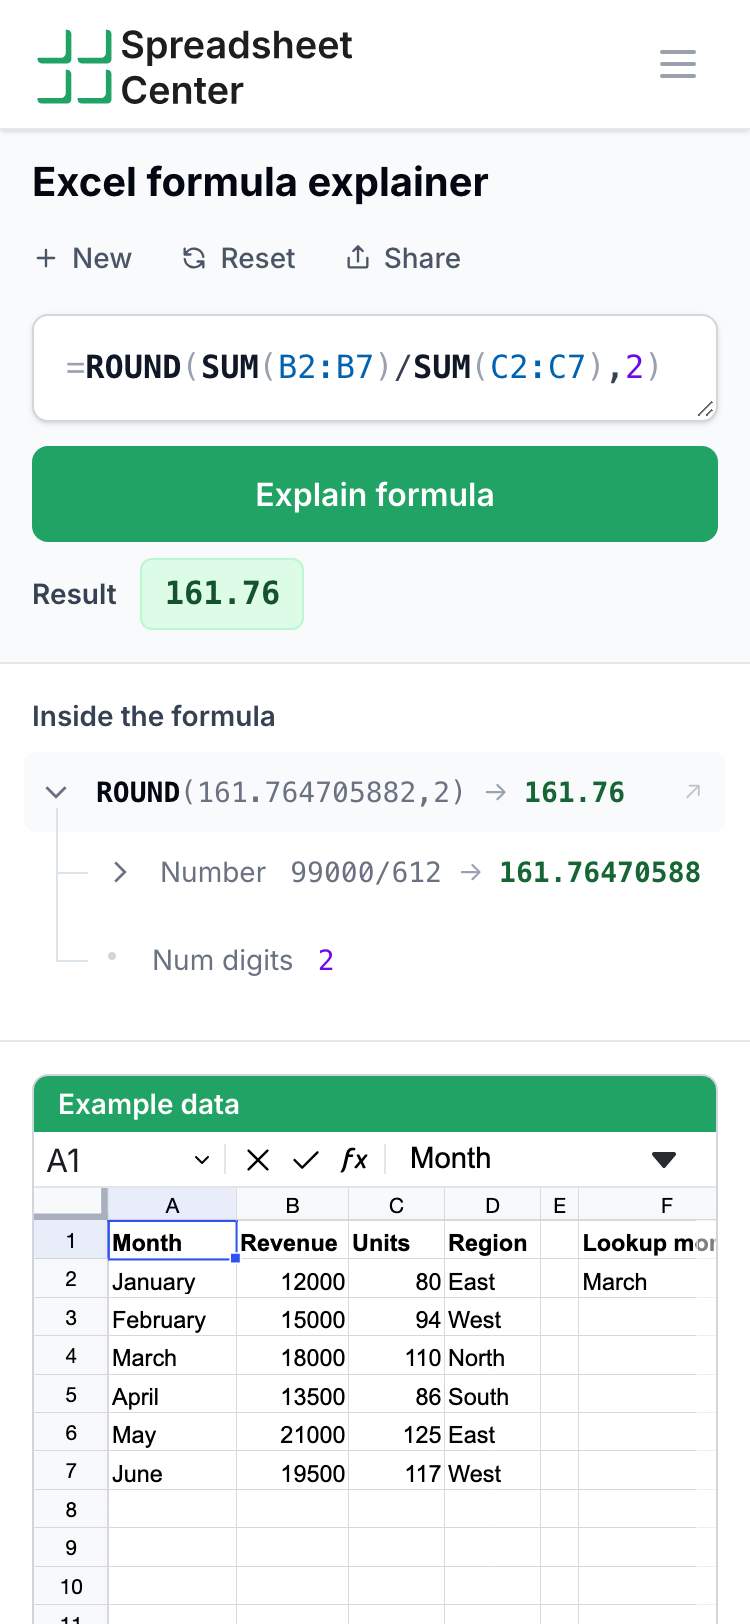 Spreadsheet
Center
Excel formula explainer
New Reset Share
=ROUND(SUM(B2:B7)/SUM(C2:C7),2)
Explain formula
Result 161.76
Inside the formula
ROUND(161.764705882,2) → 161.76
Number 99000/612 → 161.76470588
Num digits 2
Example data
A1 fx Month
A B C D E F
1 Month Revenue Units Region Lookup mor
2 January 12000 80 East March
3 February 15000 94 West
4 March 18000 110 North
5 April 13500 86 South
6 May 21000 125 East
7 June 19500 117 West
8
9
10
11